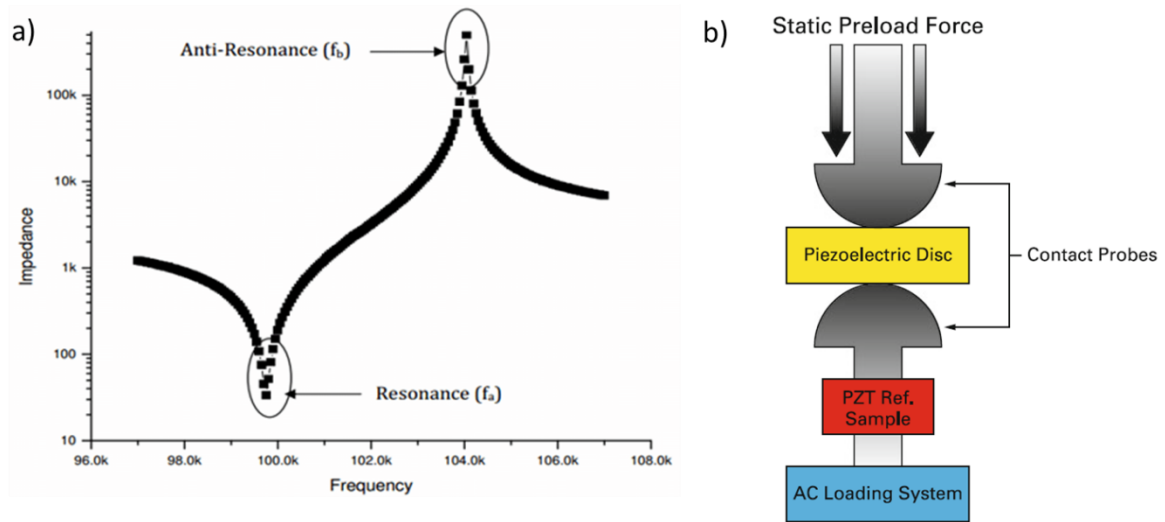 a)
Anti-Resonance (fb)
100k
10k
1k
100
10
Impedance
Resonance (fa)
96.0k 98.0k 100.0k 102.0k 104.0k 106.0k 108.0k
Frequency
b)
Static Preload Force
Piezoelectric Disc
Contact Probes
PZT Ref.
Sample
AC Loading System